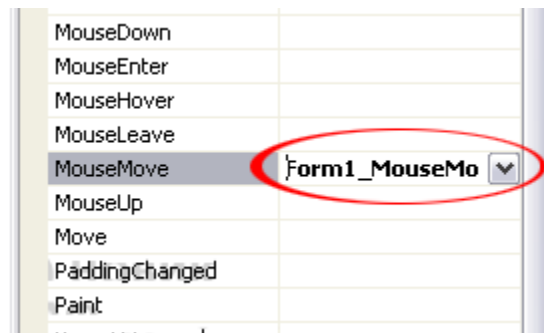 MouseDown
MouseEnter
MouseHover
MouseLeave
MouseMove Form1_MouseMo
MouseUp
Move
PaddingChanged
Paint